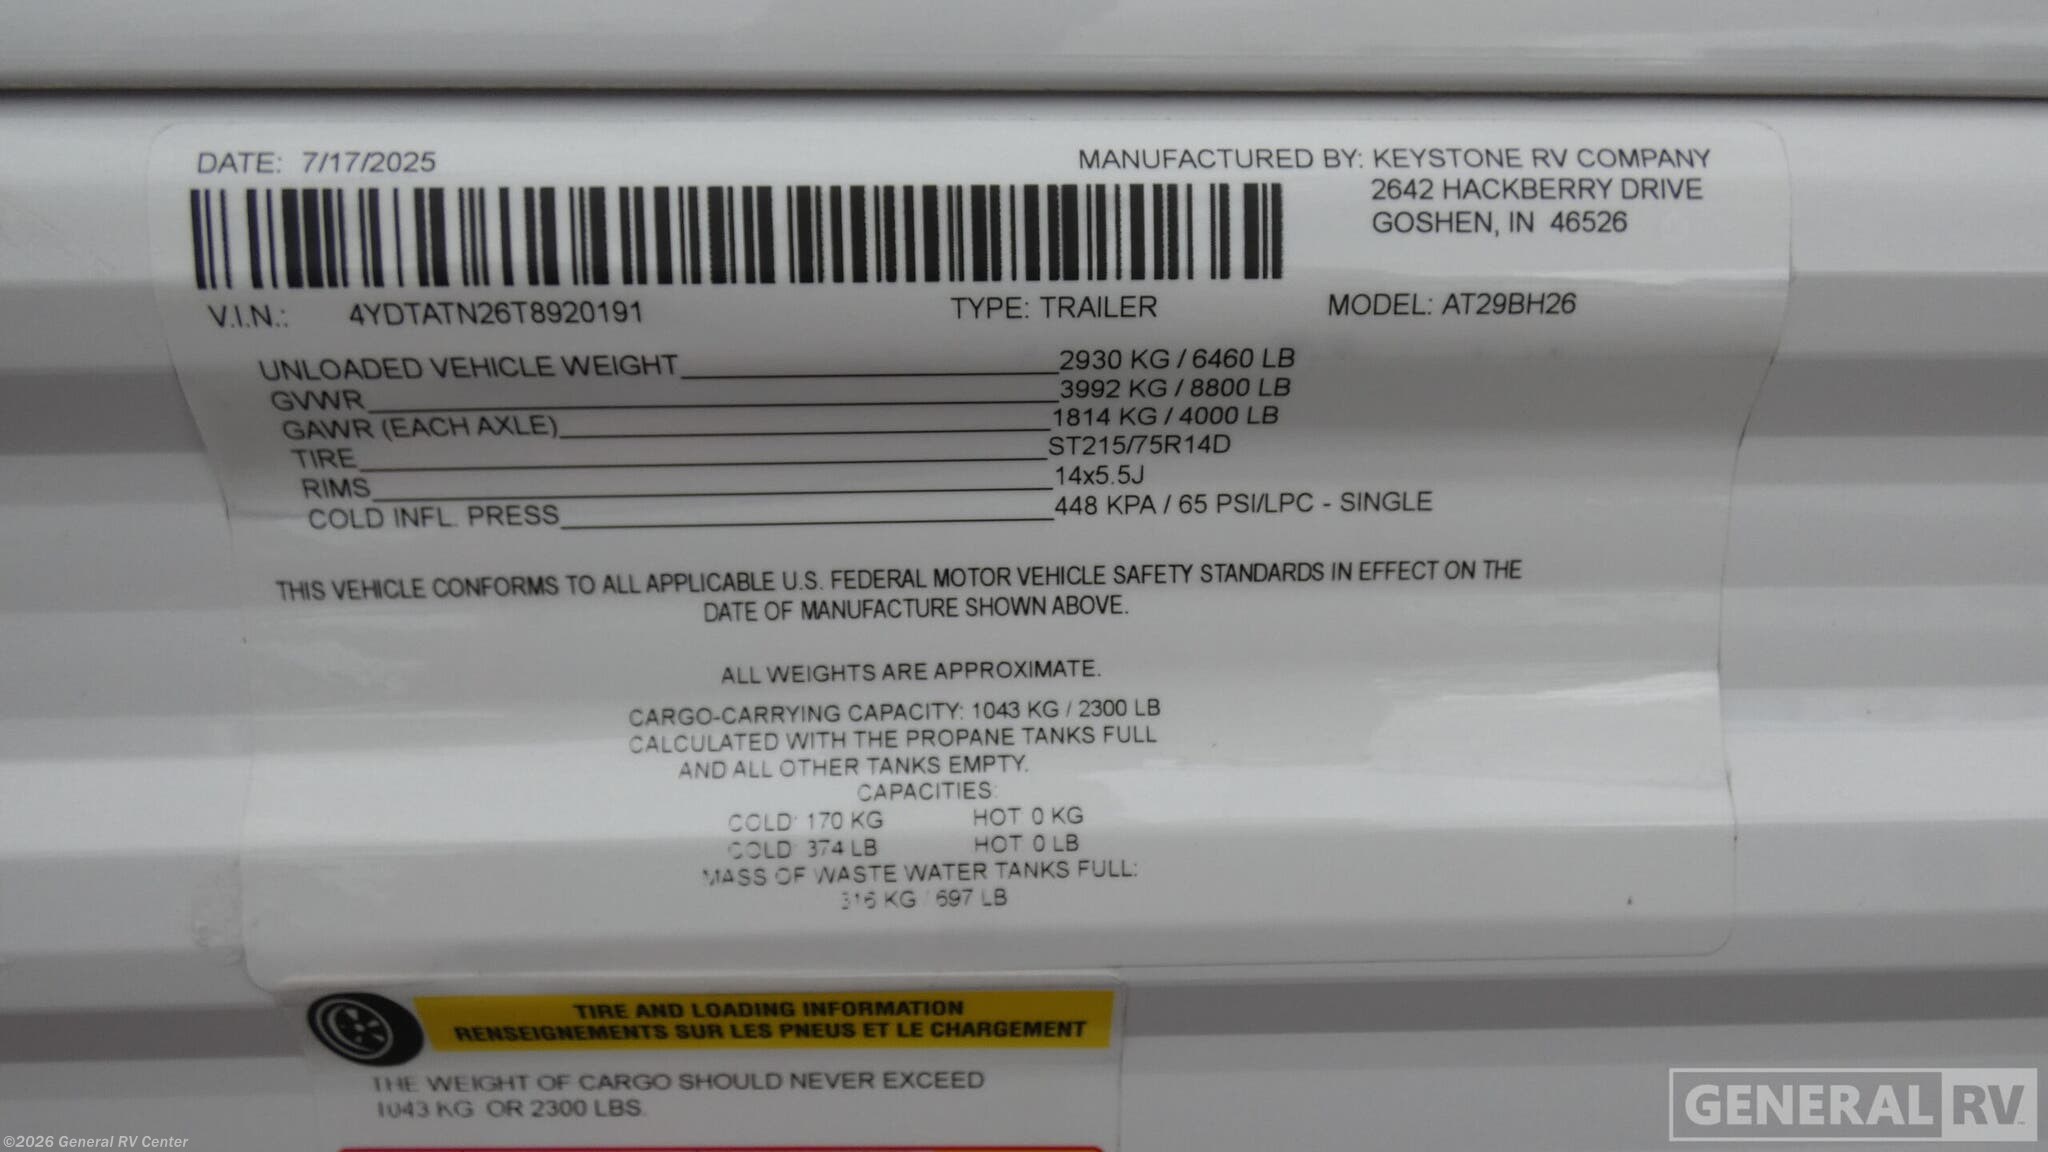 DATE: 7/17/2025
MANUFACTURED BY: KEYSTONE RV COMPANY
2642 HACKBERRY DRIVE
GOSHEN, IN 46526
V.I.N.: 4YDTATN26T8920191 TYPE: TRAILER MODEL: AT29BH26
UNLOADED VEHICLE WEIGHT 2930 KG / 6460 LB
GVWR 3992 KG / 8800 LB
GAWR (EACH AXLE) 1814 KG / 4000 LB
TIRE ST215/75R14D
RIMS 14x5.5J
COLD INFL. PRESS 448 KPA / 65 PSI/LPC - SINGLE
THIS VEHICLE CONFORMS TO ALL APPLICABLE U.S. FEDERAL MOTOR VEHICLE SAFETY STANDARDS IN EFFECT ON THE
DATE OF MANUFACTURE SHOWN ABOVE.
ALL WEIGHTS ARE APPROXIMATE.
CARGO-CARRYING CAPACITY: 1043 KG / 2300 LB
CALCULATED WITH THE PROPANE TANKS FULL
AND ALL OTHER TANKS EMPTY.
CAPACITIES:
COLD: 170 KG HOT: 0 KG
COLD: 374 LB HOT: 0 LB
MASS OF WASTE WATER TANKS FULL:
316 KG / 697 LB
TIRE AND LOADING INFORMATION
RENSEIGNEMENTS SUR LES PNEUS ET LE CHARGEMENT
THE WEIGHT OF CARGO SHOULD NEVER EXCEED
1043 KG OR 2300 LBS.
GENERAL RV
©2026 General RV Center